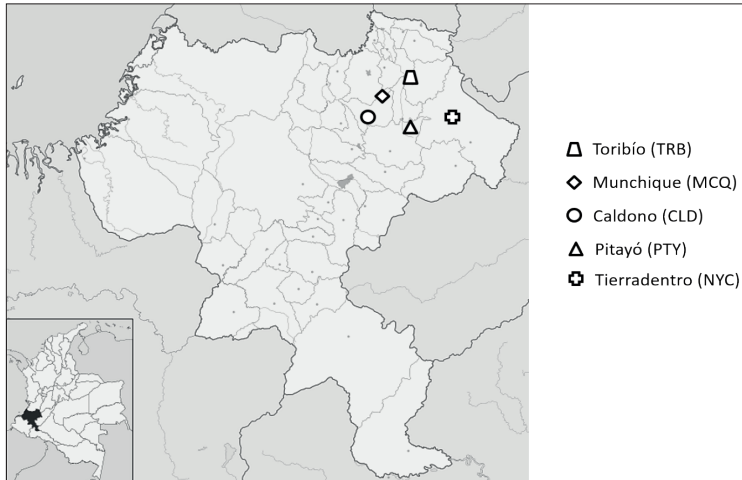 Toribío (TRB)
Munchique (MCQ)
Caldono (CLD)
Pitayó (PTY)
Tierradentro (NYC)